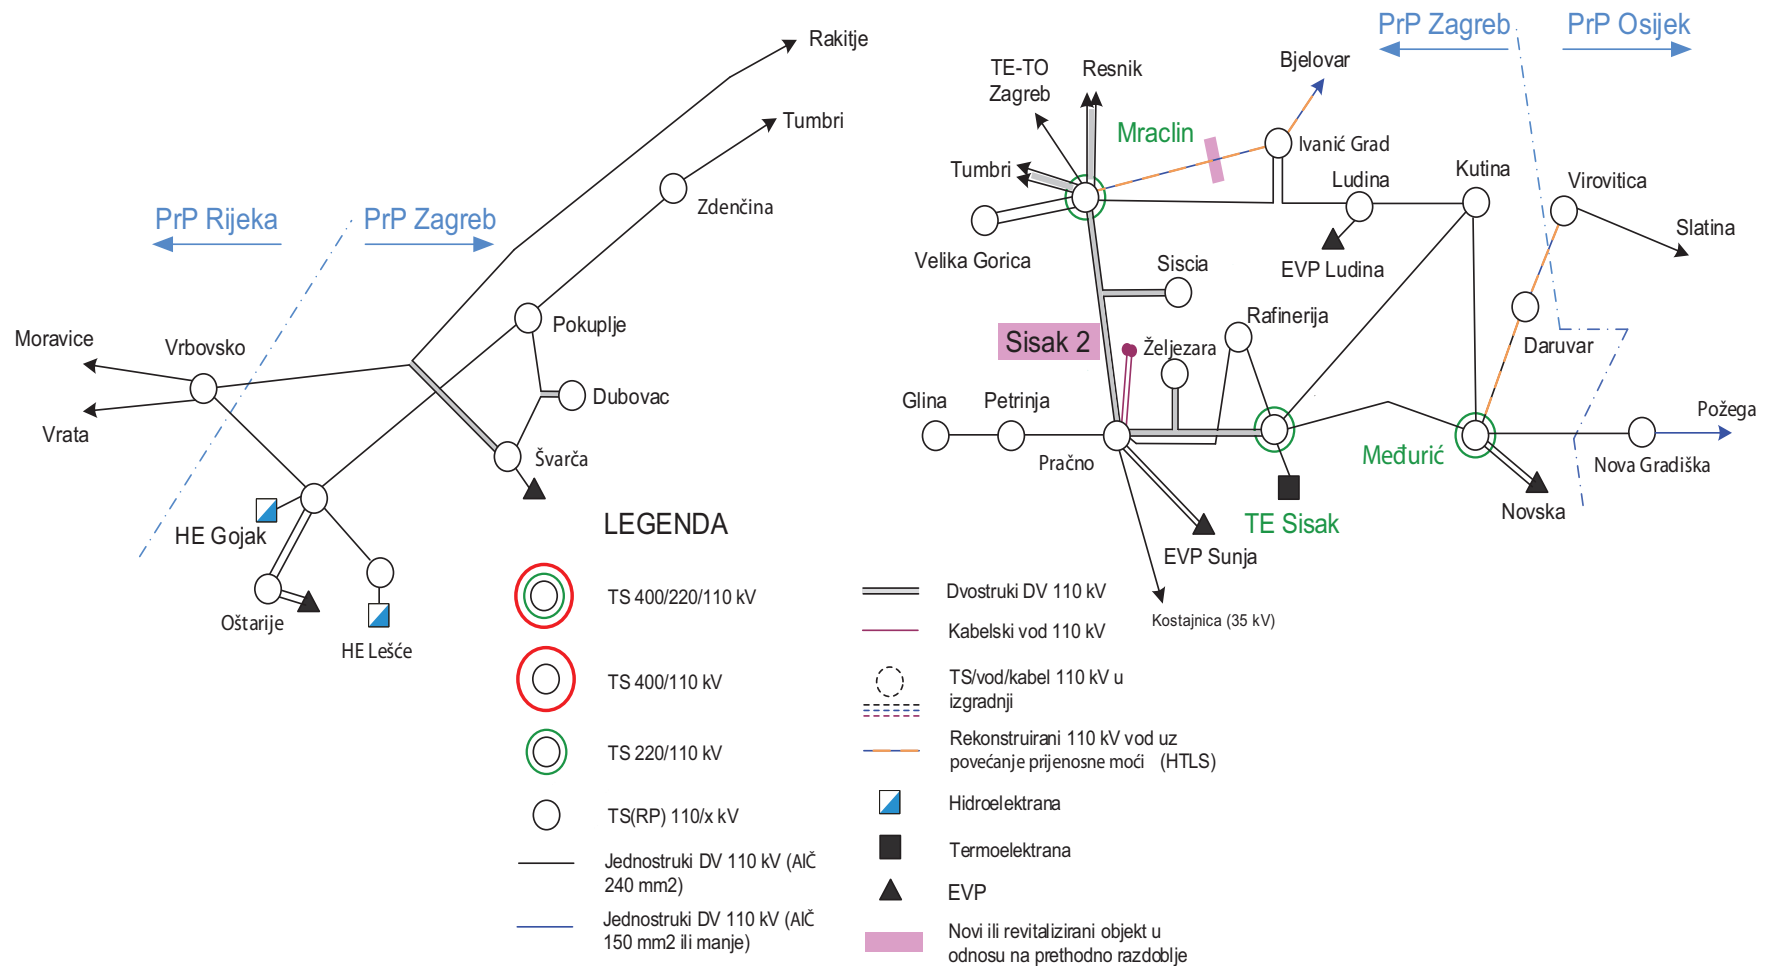 Rakitje
Tumbri
Zdenčina
PrP Rijeka
PrP Zagreb
Pokuplje
Moravice
Vrbovsko
Dubovac
Vrata
Švarča
HE Gojak
Oštarije
HE Lešće
PrP Zagreb
PrP Osijek
TE-TO
Zagreb
Resnik
Bjelovar
Mraclin
Ivanić Grad
Tumbri
Ludina
Kutina
Virovitica
Slatina
Velika Gorica
Siscia
EVP Ludina
Rafinerija
Sisak 2
Željezara
Daruvar
Glina
Petrinja
Požega
Pračno
Međurić
Nova Gradiška
Novska
TE Sisak
EVP Sunja
Kostajnica (35 kV)
LEGENDA
TS 400/220/110 kV
TS 400/110 kV
TS 220/110 kV
TS(RP) 110/x kV
Jednostruki DV 110 kV (AlČ
240 mm2)
Jednostruki DV 110 kV (AlČ
150 mm2 ili manje)
Dvostruki DV 110 kV
Kabelski vod 110 kV
TS/vod/kabel 110 kV u
izgradnji
Rekonstruirani 110 kV vod uz
povećanje prijenosne moći (HTLS)
Hidroelektrana
Termoelektrana
EVP
Novi ili revitalizirani objekt u
odnosu na prethodno razdoblje